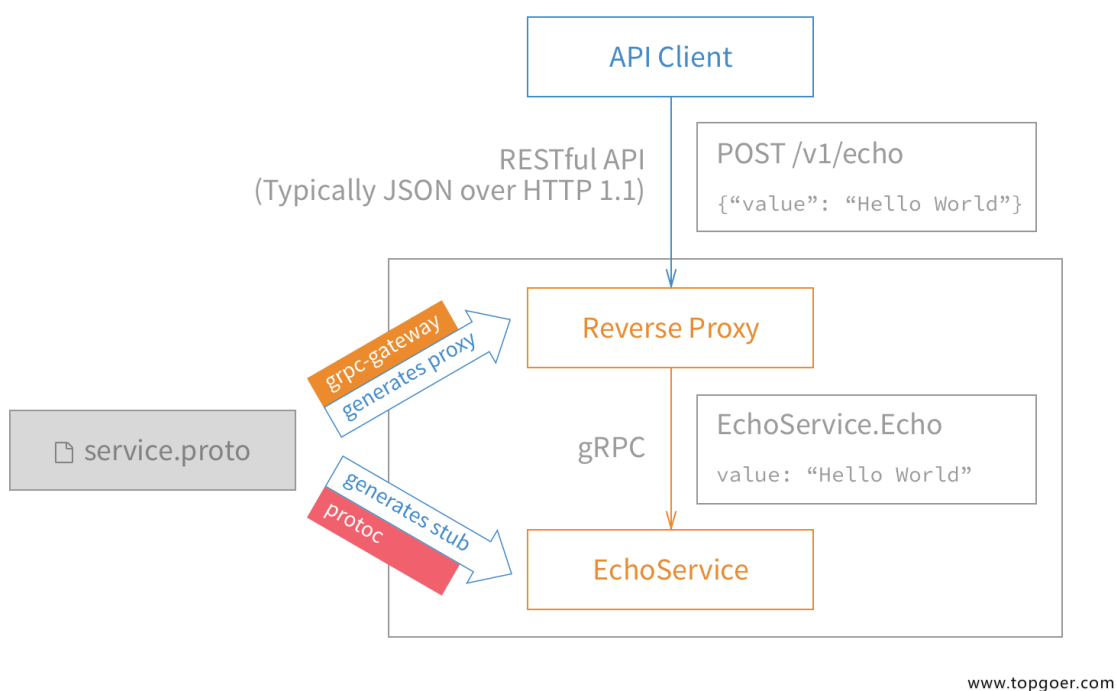 API Client
RESTful API
(Typically JSON over HTTP 1.1)
POST /v1/echo
{“value”: “Hello World”}
grpc-gateway
generates proxy
Reverse Proxy
service.proto
gRPC
EchoService.Echo
value: “Hello World”
generates stub
protoc
EchoService
www.topgoer.com